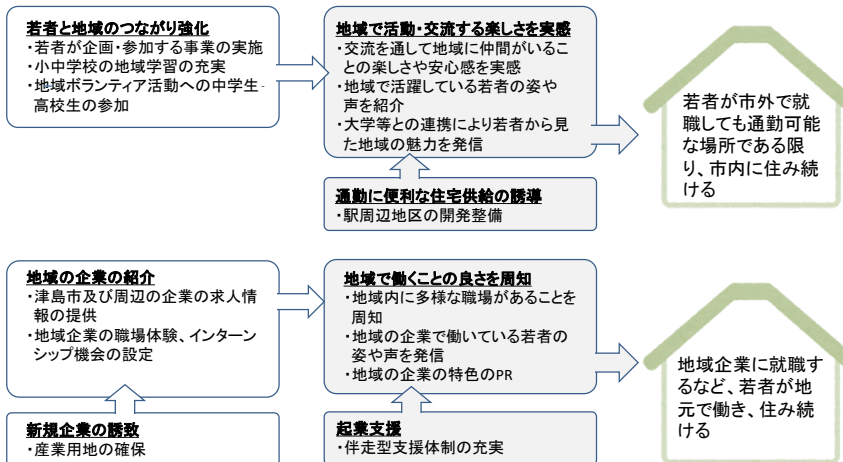 若者と地域のつながり強化
・若者が企画・参加する事業の実施
・小中学校の地域学習の充実
・地域ボランティア活動への中学生・
高校生の参加
地域で活動・交流する楽しさを実感
・交流を通して地域に仲間がいるこ
との楽しさや安心感を実感
・地域で活躍している若者の姿や
声を紹介
・大学等との連携により若者から見
た地域の魅力を発信
通勤に便利な住宅供給の誘導
・駅周辺地区の開発整備
若者が市外で就
職しても通勤可能
な場所である限
り、市内に住み続
ける
地域の企業の紹介
・津島市及び周辺の企業の求人情
報の提供
・地域企業の職場体験、インターン
シップ機会の設定
新規企業の誘致
・産業用地の確保
地域で働くことの良さを周知
・地域内に多様な職場があることを
周知
・地域の企業で働いている若者の
姿や声を発信
・地域の企業の特色のPR
起業支援
・伴走型支援体制の充実
地域企業に就職す
るなど、若者が地
元で働き、住み続
ける